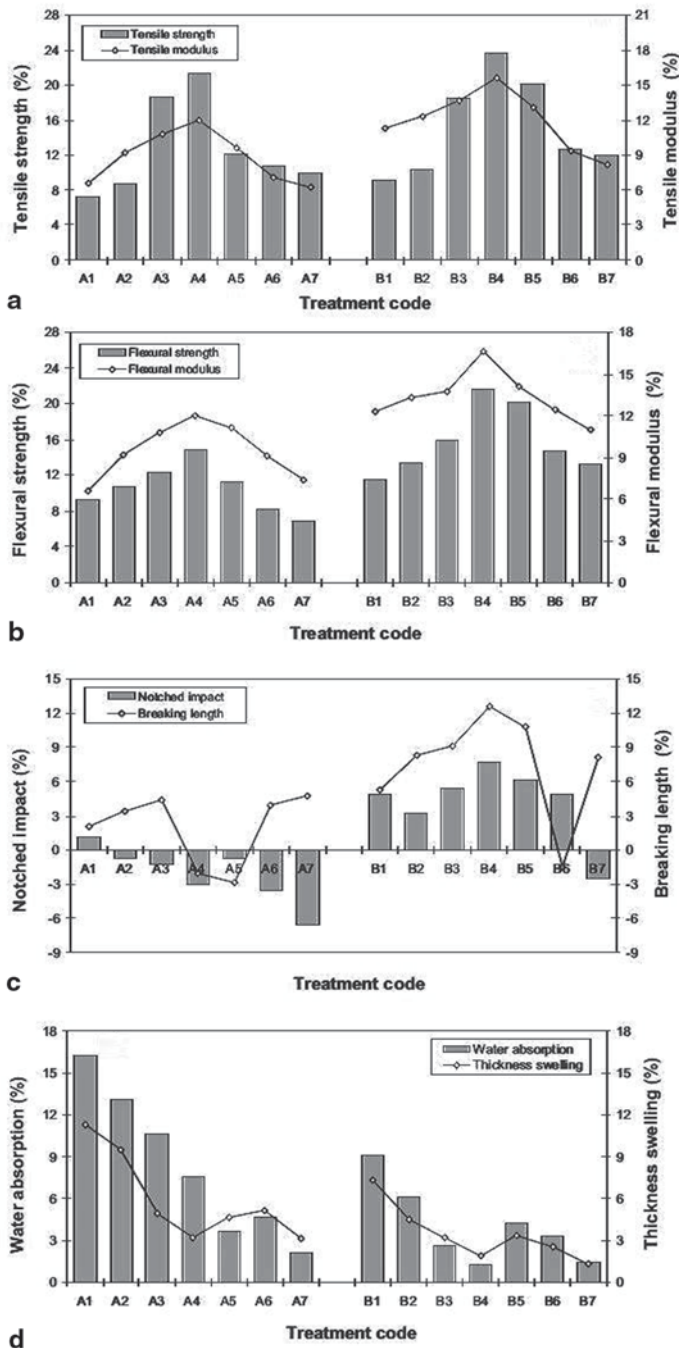 28
24
20
16
12
8
4
0
Tensile strength (%)
Tensile strength
Tensile modulus
21
18
15
12
9
6
3
0
Tensile modulus (%)
A1 A2 A3 A4 A5 A6 A7 B1 B2 B3 B4 B5 B6 B7
Treatment code
a
28
24
20
16
12
8
4
0
Flexural strength (%)
Flexural strength
Flexural modulus
18
15
12
9
6
3
0
Flexural modulus (%)
A1 A2 A3 A4 A5 A6 A7 B1 B2 B3 B4 B5 B6 B7
Treatment code
b
15
12
9
6
3
0
-3
-6
-9
Notched impact (%)
Notched impact
Breaking length
15
12
9
6
3
0
-3
-6
-9
Breaking length (%)
A1 A2 A3 A4 A5 A6 A7 B1 B2 B3 B4 B5 B6 B7
Treatment code
c
18
15
12
9
6
3
0
Water absorption (%)
Water absorption
Thickness swelling
18
15
12
9
6
3
0
Thickness swelling (%)
A1 A2 A3 A4 A5 A6 A7 B1 B2 B3 B4 B5 B6 B7
Treatment code
d